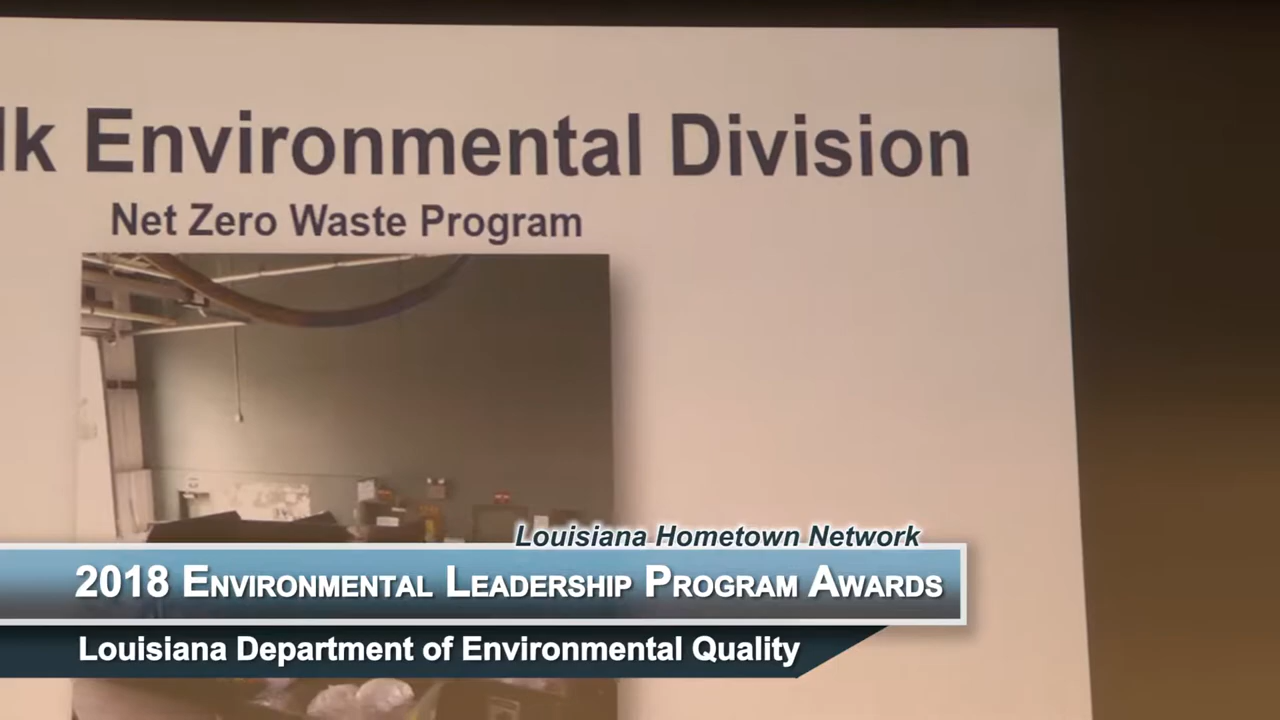 lk Environmental Division
Net Zero Waste Program
Louisiana Hometown Network
2018 Environmental Leadership Program Awards
Louisiana Department of Environmental Quality